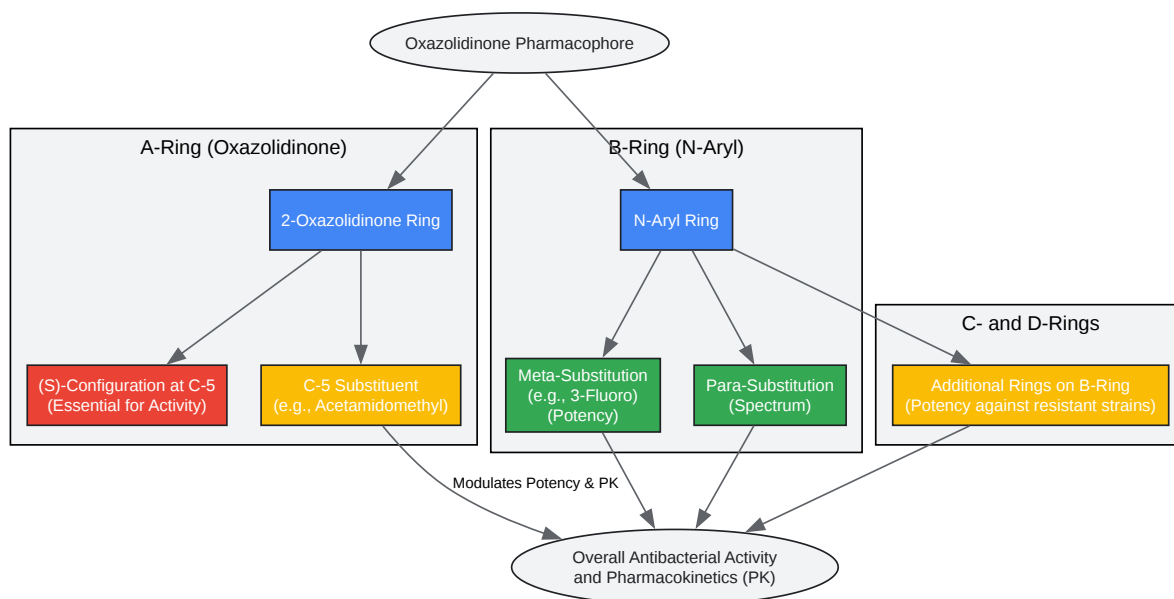 Oxazolidinone Pharmacophore
A-Ring (Oxazolidinone)
B-Ring (N-Aryl)
2-Oxazolidinone Ring
N-Aryl Ring
C- and D-Rings
(S)-Configuration at C-5
(Essential for Activity)
C-5 Substituent
(e.g., Acetamidomethyl)
Meta-Substitution
(e.g., 3-Fluoro)
(Potency)
Para-Substitution
(Spectrum)
Additional Rings on B-Ring
(Potency against resistant strains)
Modulates Potency & PK
Overall Antibacterial Activity
and Pharmacokinetics (PK)